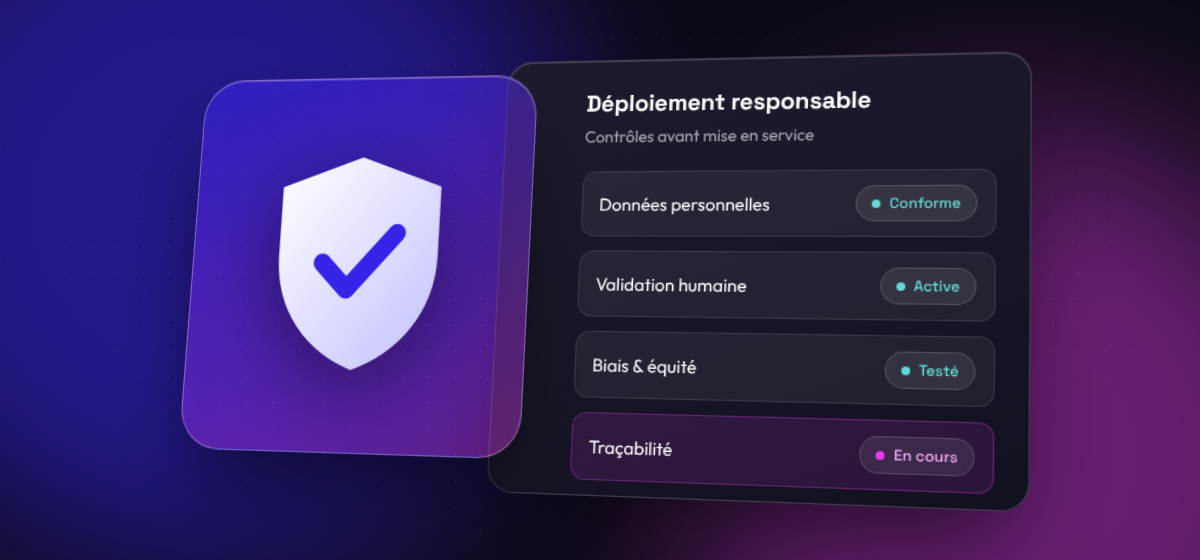 Déploiement responsable
Contrôles avant mise en service
Données personnelles
Conforme
Validation humaine
Active
Biais & équité
Testé
Traçabilité
En cours